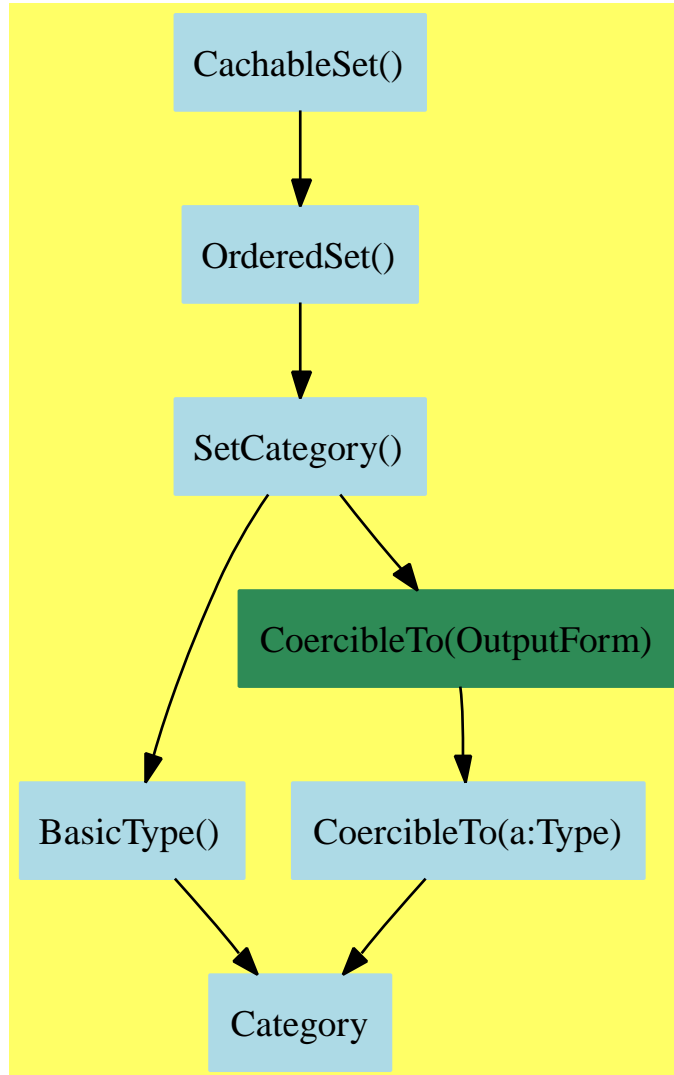 CachableSet()
OrderedSet()
SetCategory()
CoercibleTo(OutputForm)
BasicType()
CoercibleTo(a:Type)
Category